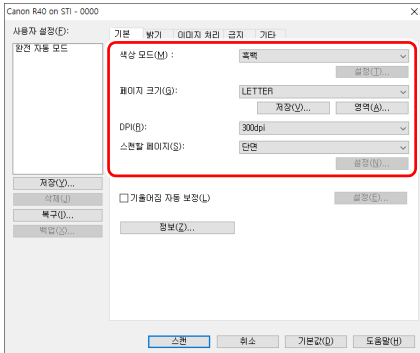 Canon R40 on STI - 0000
사용자 설정(F):
완전 자동 모드
저장(Y)...
삭제(J)
복구(I)...
백업(X)...
기본 밝기 이미지 처리 급지 기타
색상 모드(M) :
흑백
설정(T)...
페이지 크기(G):
LETTER
저장(V)...
영역(A)...
DPI(R):
300dpi
스캔할 페이지(S):
단면
설정(N)...
기울어짐 자동 보정(L)
설정(E)...
정보(Z)...
스캔
취소
기본값(D)
도움말(H)